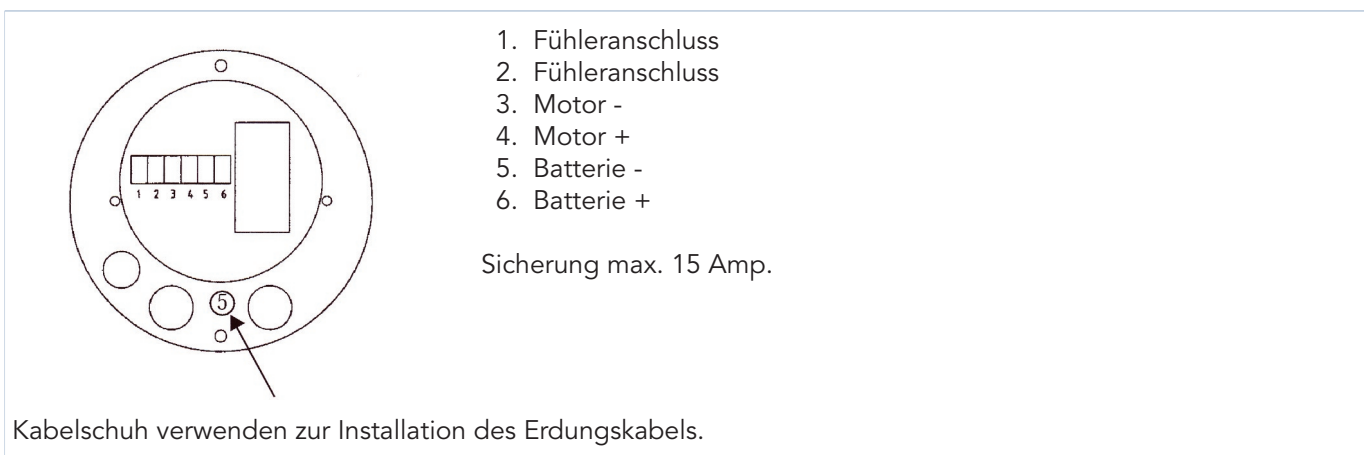 1. Fühleranschluss
2. Fühleranschluss
3. Motor -
4. Motor +
5. Batterie -
6. Batterie +
Sicherung max. 15 Amp.
1 2 3 4 5 6
5
Kabelschuh verwenden zur Installation des Erdungskabels.